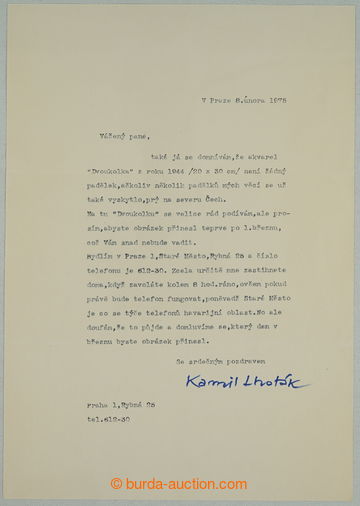 V Praze 8.února 1975
Vážený pane,
také já se domnívám,že akvarel
"Dvoukolka" z roku 1944 /20 x 30 cm/ není žádný
padělek,ačkoliv několik padělků mých věcí se už
také vyskytlo,prý na severu Čech.
Na tu "Dvoukolku" se velice rád podívám,ale pro-
sím,abyste obrázek přinesl teprve po 1.březnu,
což Vám snad nebude vadit.
Bydlím v Praze 1,Staré Město,Rybná 25 a číslo
telefonu je 612-30. Zcela určitě mne zastihnete
doma,když zavoláte kolem 8 hod.ráno,ovšem pokud
právě bude telefon fungovat,poněvadž Staré Město
je co se týče telefonů havarijní oblast.No ale
doufám,že to půjde a domluvíme se,který den v
březnu byste obrázek přinesl.
Se srdečným pozdravem
Kamil Lhoták
Praha 1,Rybná 25
tel.612-30
© burda-auction.com